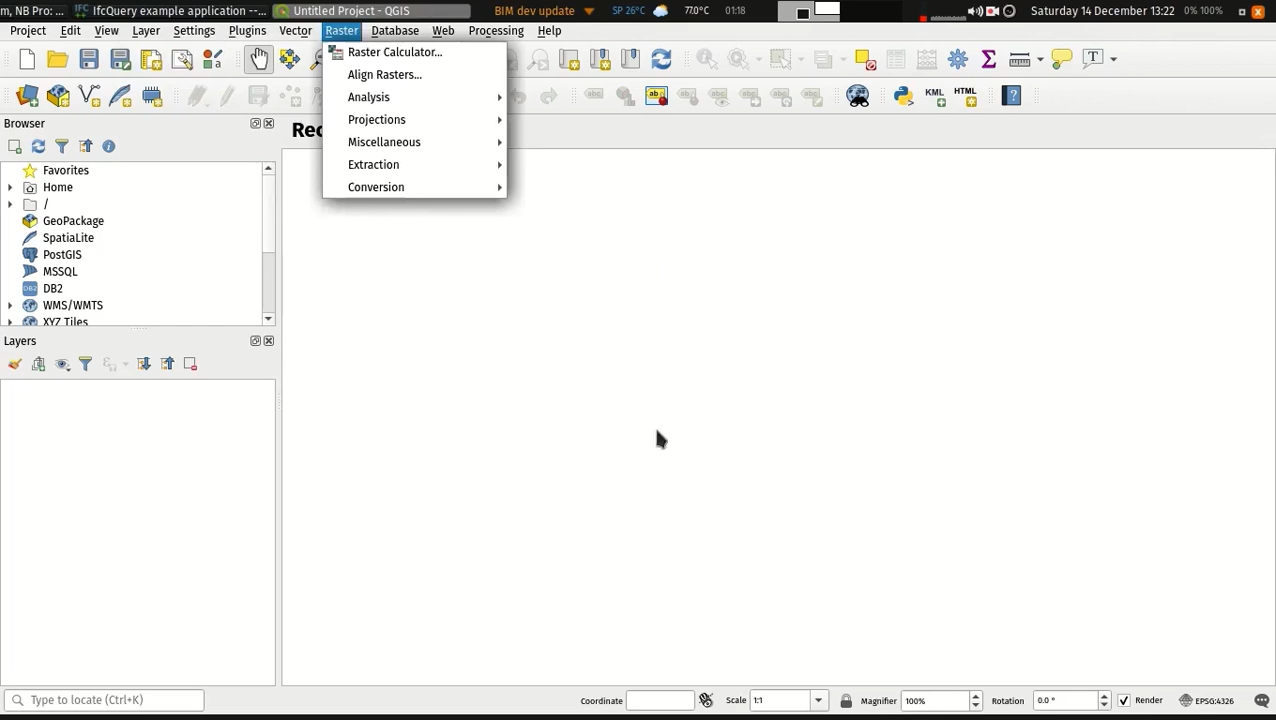 m, NB Pro: ... IfcQuery example application --... Untitled Project - QGIS BIM dev update SP 26°C 77.0°C 01:18 Saturday 14 December 13:22 0% 100%
Project Edit View Layer Settings Plugins Vector Raster Database Web Processing Help
Raster Calculator...
Align Rasters...
Analysis
Projections
Miscellaneous
Extraction
Conversion
KML HTML
abc
Browser
Rec
Favorites
Home
/
GeoPackage
SpatiaLite
PostGIS
MSSQL
DB2 DB2
WMS/WMTS
XYZ Tiles
Layers
Type to locate (Ctrl+K) Coordinate Scale 1:1 Magnifier 100% Rotation 0.0 ° Render EPSG:4326